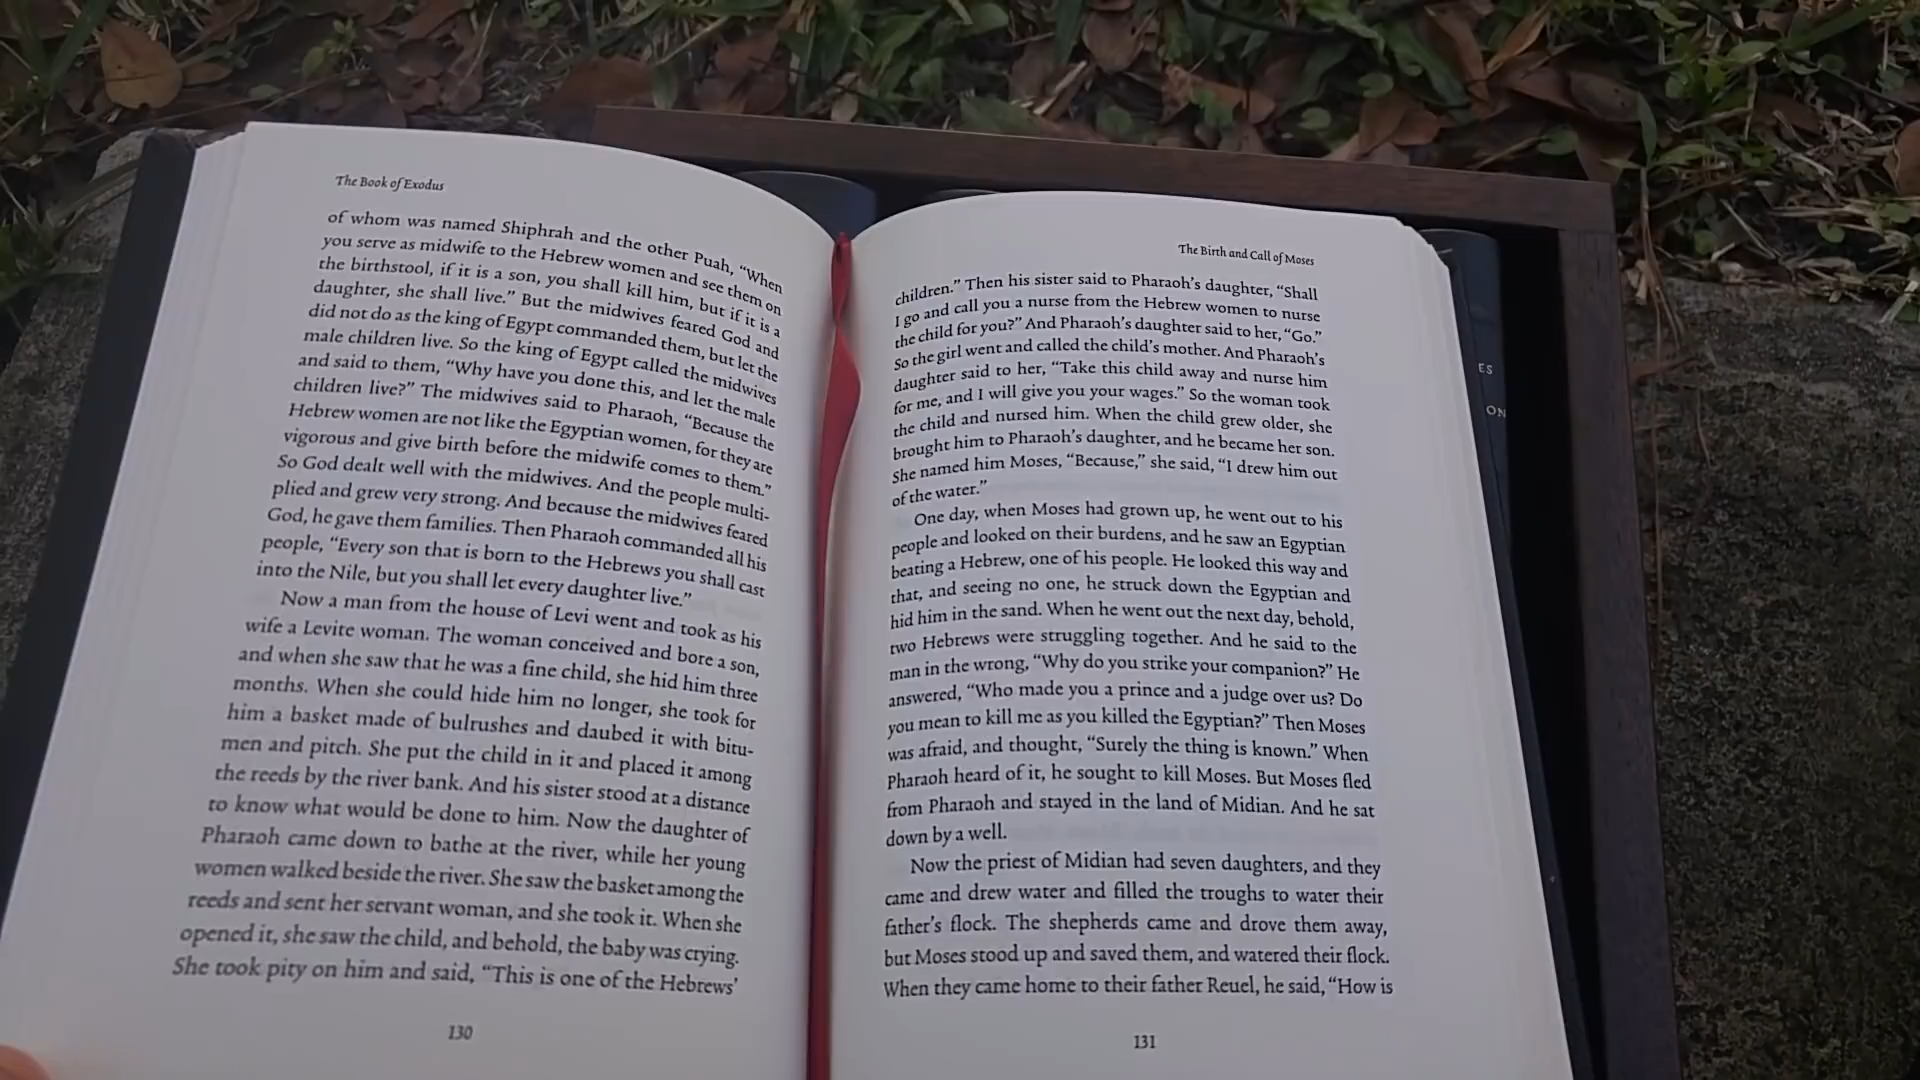 The Book of Exodus
of whom was named Shiphrah and the other Puah, “When
you serve as midwife to the Hebrew women and see them on
the birthstool, if it is a son, you shall kill him, but if it is a
daughter, she shall live.” But the midwives feared God and
did not do as the king of Egypt commanded them, but let the
male children live. So the king of Egypt called the midwives
and said to them, “Why have you done this, and let the male
children live?” The midwives said to Pharaoh, “Because the
Hebrew women are not like the Egyptian women, for they are
vigorous and give birth before the midwife comes to them.”
So God dealt well with the midwives. And the people multi-
plied and grew very strong. And because the midwives feared
God, he gave them families. Then Pharaoh commanded all his
people, “Every son that is born to the Hebrews you shall cast
into the Nile, but you shall let every daughter live.”
Now a man from the house of Levi went and took as his
wife a Levite woman. The woman conceived and bore a son,
and when she saw that he was a fine child, she hid him three
months. When she could hide him no longer, she took for
him a basket made of bulrushes and daubed it with bitu-
men and pitch. She put the child in it and placed it among
the reeds by the river bank. And his sister stood at a distance
to know what would be done to him. Now the daughter of
Pharaoh came down to bathe at the river, while her young
women walked beside the river. She saw the basket among the
reeds and sent her servant woman, and she took it. When she
opened it, she saw the child, and behold, the baby was crying.
She took pity on him and said, “This is one of the Hebrews’
130
The Birth and Call of Moses
children.” Then his sister said to Pharaoh’s daughter, “Shall
I go and call you a nurse from the Hebrew women to nurse
the child for you?” And Pharaoh’s daughter said to her, “Go.”
So the girl went and called the child’s mother. And Pharaoh’s
daughter said to her, “Take this child away and nurse him
for me, and I will give you your wages.” So the woman took
the child and nursed him. When the child grew older, she
brought him to Pharaoh’s daughter, and he became her son.
She named him Moses, “Because,” she said, “I drew him out
of the water.”
One day, when Moses had grown up, he went out to his
people and looked on their burdens, and he saw an Egyptian
beating a Hebrew, one of his people. He looked this way and
that, and seeing no one, he struck down the Egyptian and
hid him in the sand. When he went out the next day, behold,
two Hebrews were struggling together. And he said to the
man in the wrong, “Why do you strike your companion?” He
answered, “Who made you a prince and a judge over us? Do
you mean to kill me as you killed the Egyptian?” Then Moses
was afraid, and thought, “Surely the thing is known.” When
Pharaoh heard of it, he sought to kill Moses. But Moses fled
from Pharaoh and stayed in the land of Midian. And he sat
down by a well.
Now the priest of Midian had seven daughters, and they
came and drew water and filled the troughs to water their
father’s flock. The shepherds came and drove them away,
but Moses stood up and saved them, and watered their flock.
When they came home to their father Reuel, he said, “How is
131
ES
ON